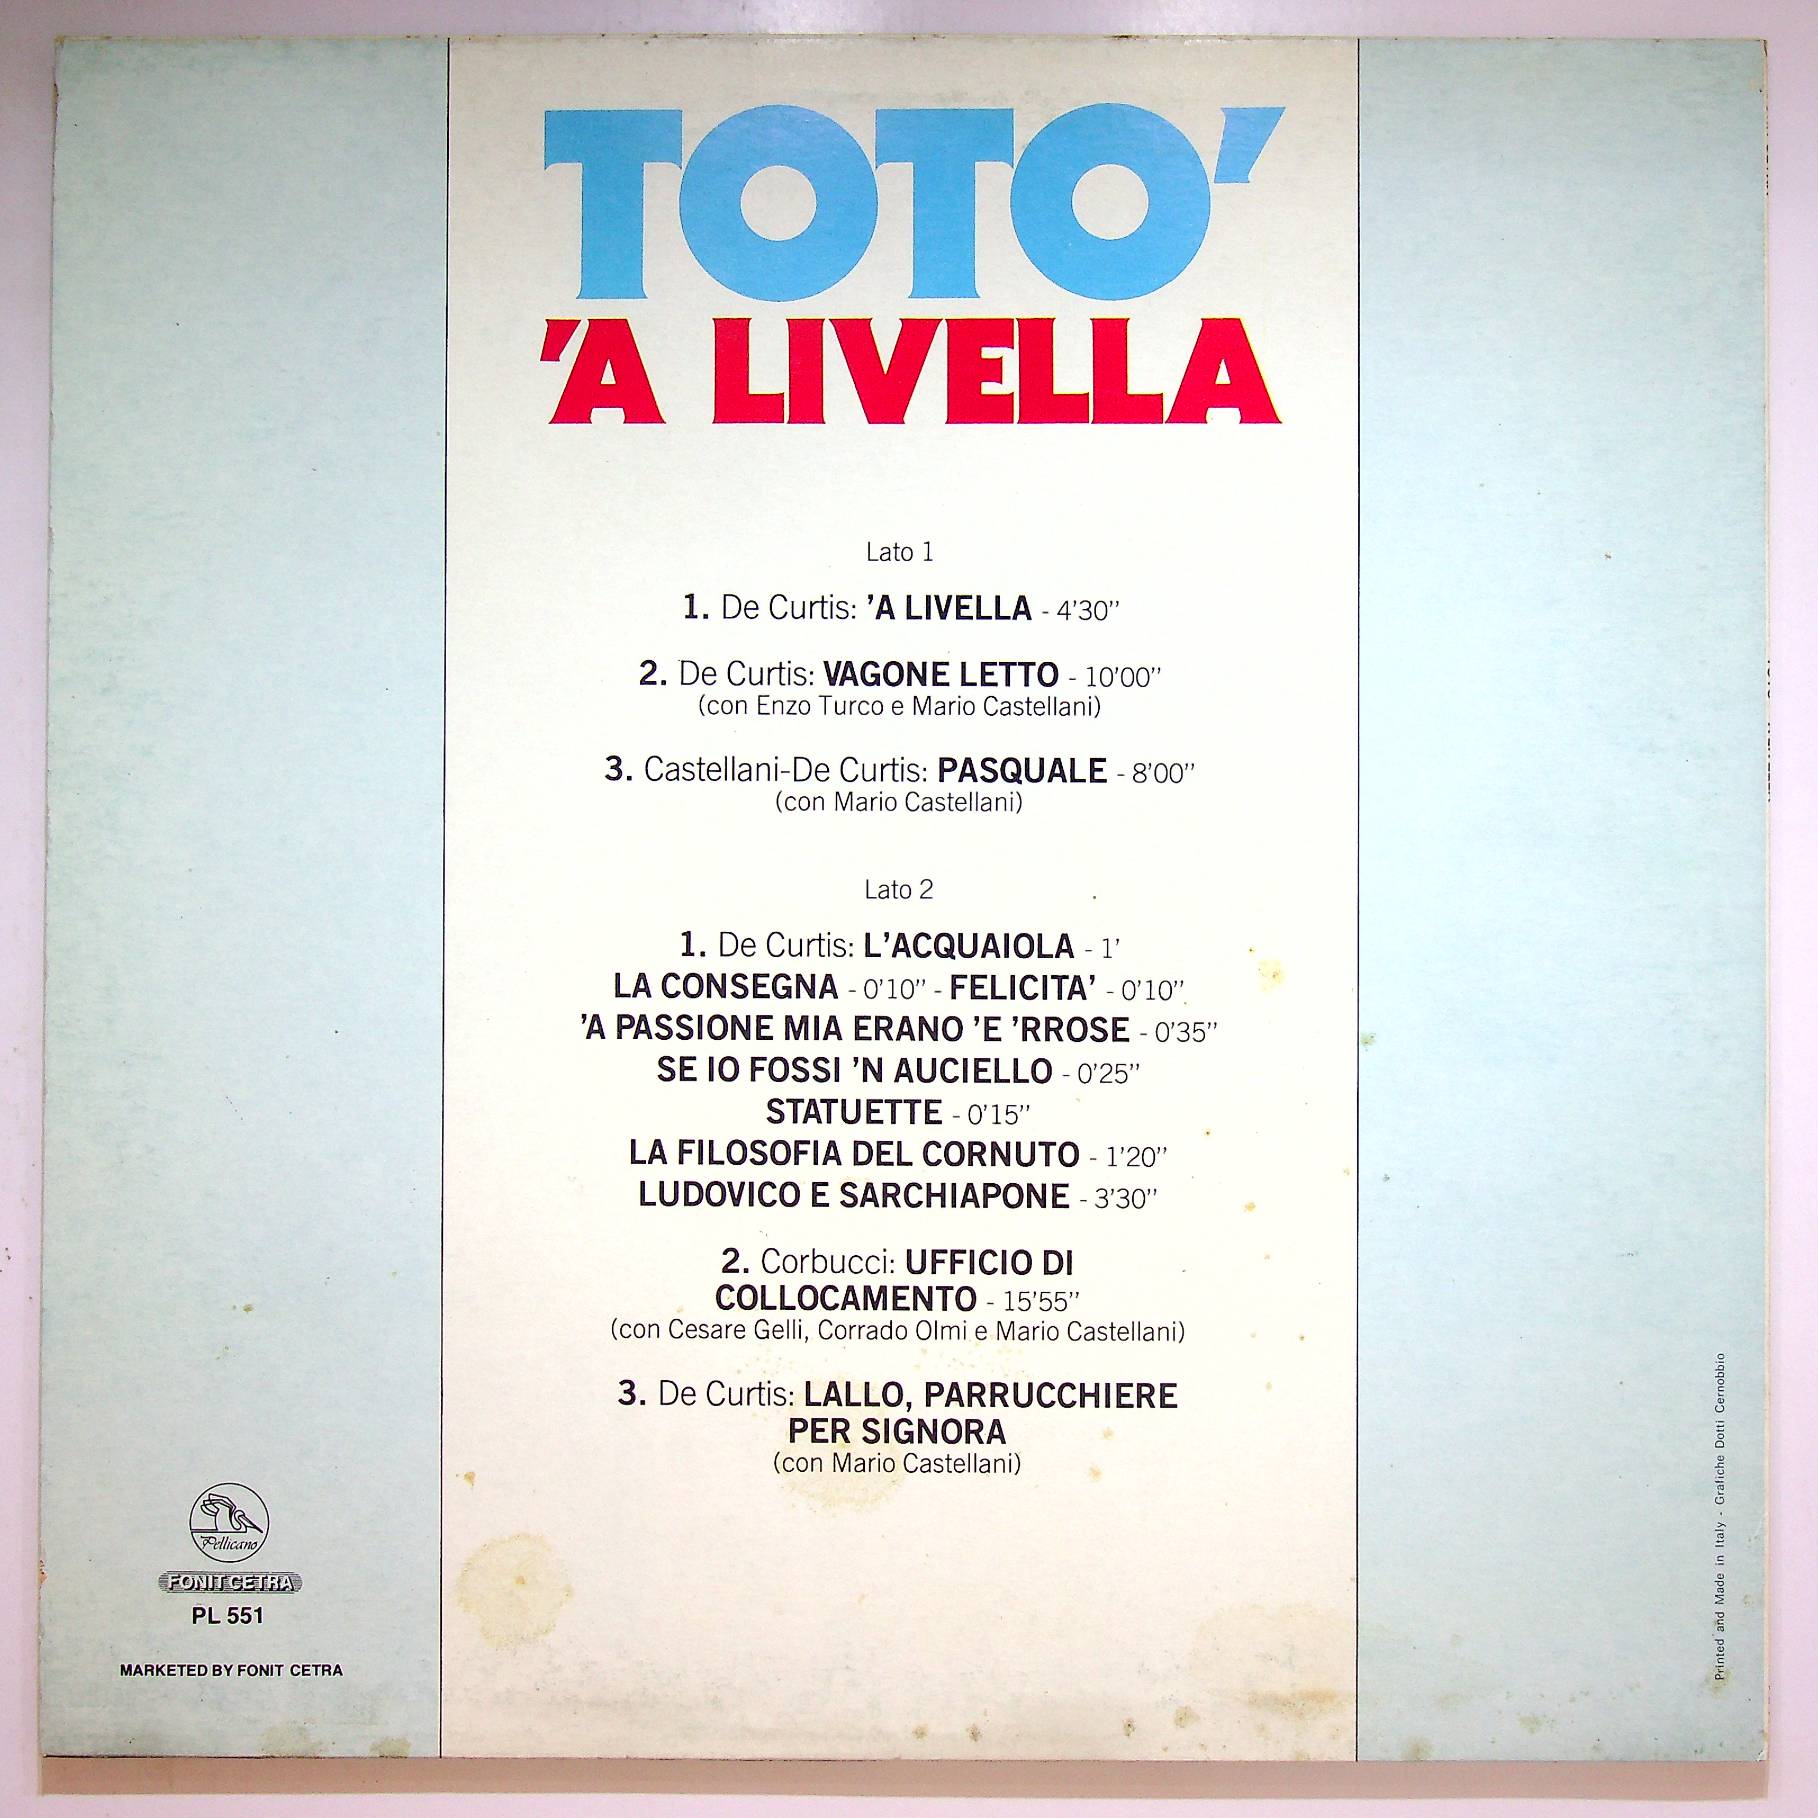 TOTO'
'A LIVELLA
Lato 1
1. De Curtis: 'A LIVELLA - 4'30"
2. De Curtis: VAGONE LETTO - 10'00"
(con Enzo Turco e Mario Castellani)
3. Castellani-De Curtis: PASQUALE - 8'00"
(con Mario Castellani)
Lato 2
1. De Curtis: L'ACQUAIOLA - 1'
LA CONSEGNA - 0'10" - FELICITA' - 0'10"
'A PASSIONE MIA ERANO 'E 'RROSE - 0'35"
SE IO FOSSI 'N AUCIELLO - 0'25"
STATUETTE - 0'15"
LA FILOSOFIA DEL CORNUTO - 1'20"
LUDOVICO E SARCHIAPONE - 3'30"
2. Corbucci: UFFICIO DI
COLLOCAMENTO - 15'55"
(con Cesare Gelli, Corrado Olmi e Mario Castellani)
3. De Curtis: LALLO, PARRUCCHIERE
PER SIGNORA
(con Mario Castellani)
Pellicano
FONIT CETRA
PL 551
MARKETED BY FONIT CETRA
Printed and Made in Italy - Grafiche Dotti Cernobbio